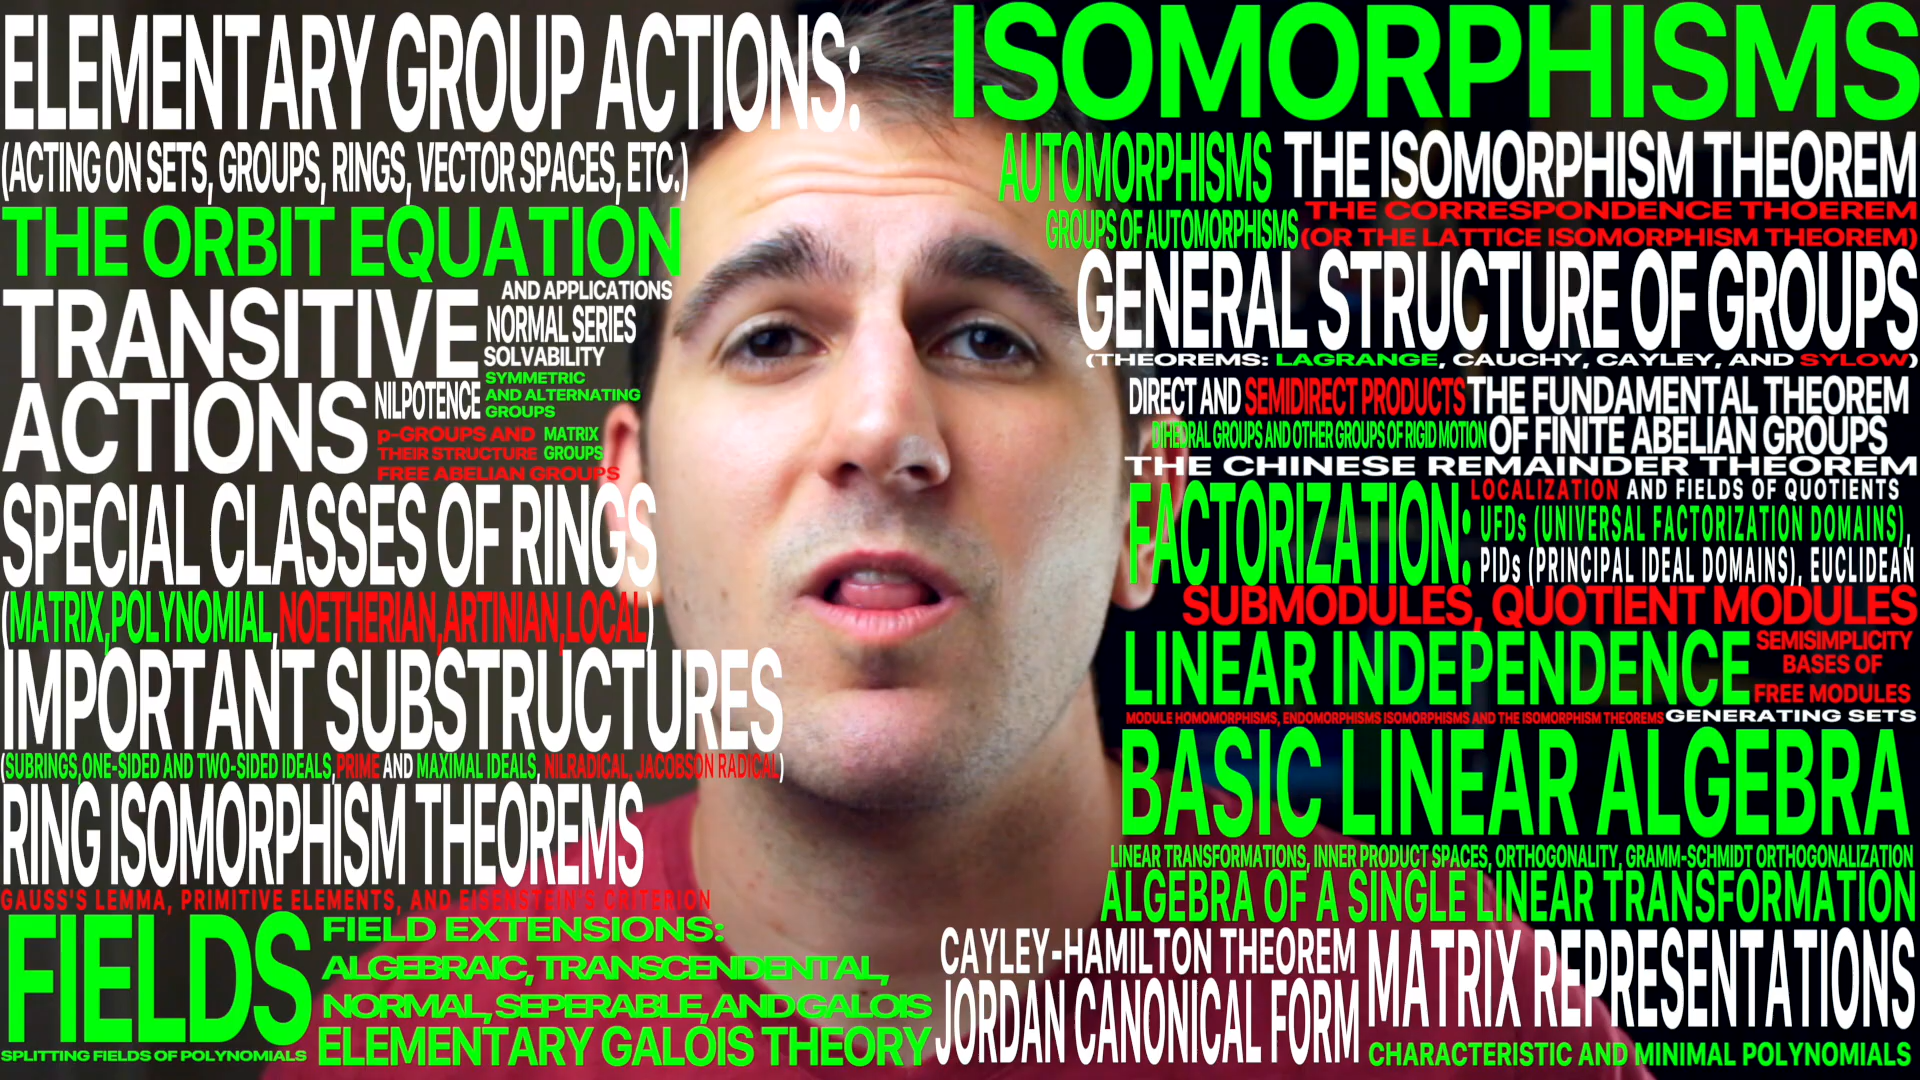 ELEMENTARY GROUP ACTIONS:
(ACTING ON SETS, GROUPS, RINGS, VECTOR SPACES, ETC.)
THE ORBIT EQUATION
AND APPLICATIONS
TRANSITIVE
ACTIONS
NORMAL SERIES
SOLVABILITY
NILPOTENCE
SYMMETRIC
AND ALTERNATING
GROUPS
p-GROUPS AND
THEIR STRUCTURE
MATRIX
GROUPS
FREE ABELIAN GROUPS
SPECIAL CLASSES OF RINGS
(MATRIX,POLYNOMIAL,NOETHERIAN,ARTINIAN,LOCAL)
IMPORTANT SUBSTRUCTURES
(SUBRINGS,ONE-SIDED AND TWO-SIDED IDEALS,PRIME AND MAXIMAL IDEALS, NILRADICAL, JACOBSON RADICAL)
RING ISOMORPHISM THEOREMS
GAUSS'S LEMMA, PRIMITIVE ELEMENTS, AND EISENSTEIN'S CRITERION
FIELDS
SPLITTING FIELDS OF POLYNOMIALS
FIELD EXTENSIONS:
ALGEBRAIC, TRANSCENDENTAL,
NORMAL, SEPERABLE, AND GALOIS
ELEMENTARY GALOIS THEORY
ISOMORPHISMS
AUTOMORPHISMS THE ISOMORPHISM THEOREM
GROUPS OF AUTOMORPHISMS
THE CORRESPONDENCE THOEREM
(OR THE LATTICE ISOMORPHISM THEOREM)
GENERAL STRUCTURE OF GROUPS
(THEOREMS: LAGRANGE, CAUCHY, CAYLEY, AND SYLOW)
DIRECT AND SEMIDIRECT PRODUCTS
DIHEDRAL GROUPS AND OTHER GROUPS OF RIGID MOTION
THE FUNDAMENTAL THEOREM
OF FINITE ABELIAN GROUPS
THE CHINESE REMAINDER THEOREM
FACTORIZATION:
LOCALIZATION AND FIELDS OF QUOTIENTS
UFDs (UNIVERSAL FACTORIZATION DOMAINS),
PIDs (PRINCIPAL IDEAL DOMAINS), EUCLIDEAN
SUBMODULES, QUOTIENT MODULES
LINEAR INDEPENDENCE
SEMISIMPLICITY
BASES OF
FREE MODULES
MODULE HOMOMORPHISMS, ENDOMORPHISMS ISOMORPHISMS AND THE ISOMORPHISM THEOREMS
GENERATING SETS
BASIC LINEAR ALGEBRA
LINEAR TRANSFORMATIONS, INNER PRODUCT SPACES, ORTHOGONALITY, GRAMM-SCHMIDT ORTHOGONALIZATION
ALGEBRA OF A SINGLE LINEAR TRANSFORMATION
CAYLEY-HAMILTON THEOREM
JORDAN CANONICAL FORM
MATRIX REPRESENTATIONS
CHARACTERISTIC AND MINIMAL POLYNOMIALS